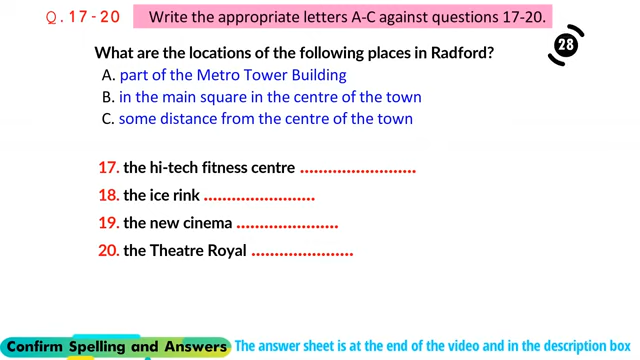 Q.17-20 Write the appropriate letters A-C against questions 17-20.
28
What are the locations of the following places in Radford?
A. part of the Metro Tower Building
B. in the main square in the centre of the town
C. some distance from the centre of the town
17. the hi-tech fitness centre ..........................
18. the ice rink .........................
19. the new cinema .......................
20. the Theatre Royal .......................
Confirm Spelling and Answers The answer sheet is at the end of the video and in the description box